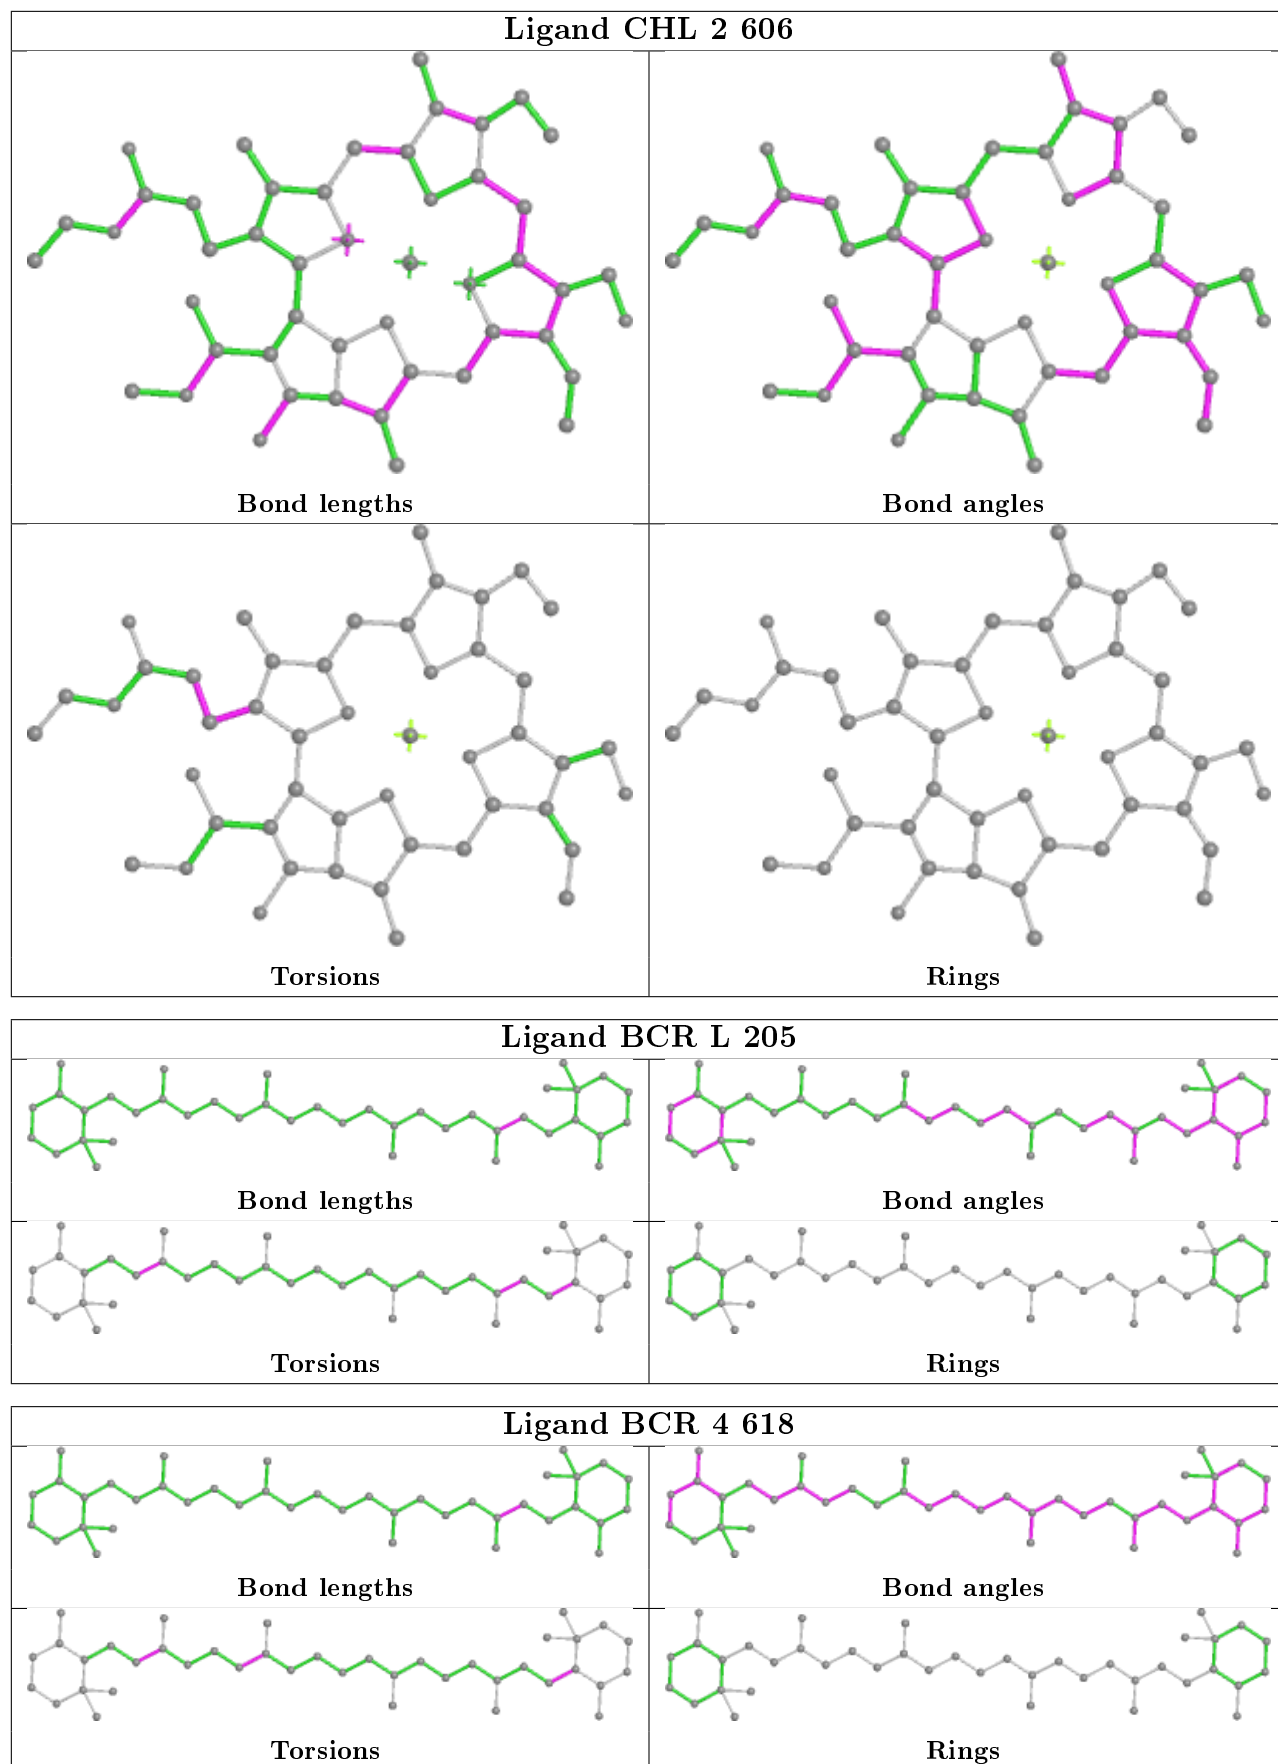 Ligand CHL 2 606
Bond lengths
Bond angles
Torsions
Rings
Ligand BCR L 205
Bond lengths
Bond angles
Torsions
Rings
Ligand BCR 4 618
Bond lengths
Bond angles
Torsions
Rings